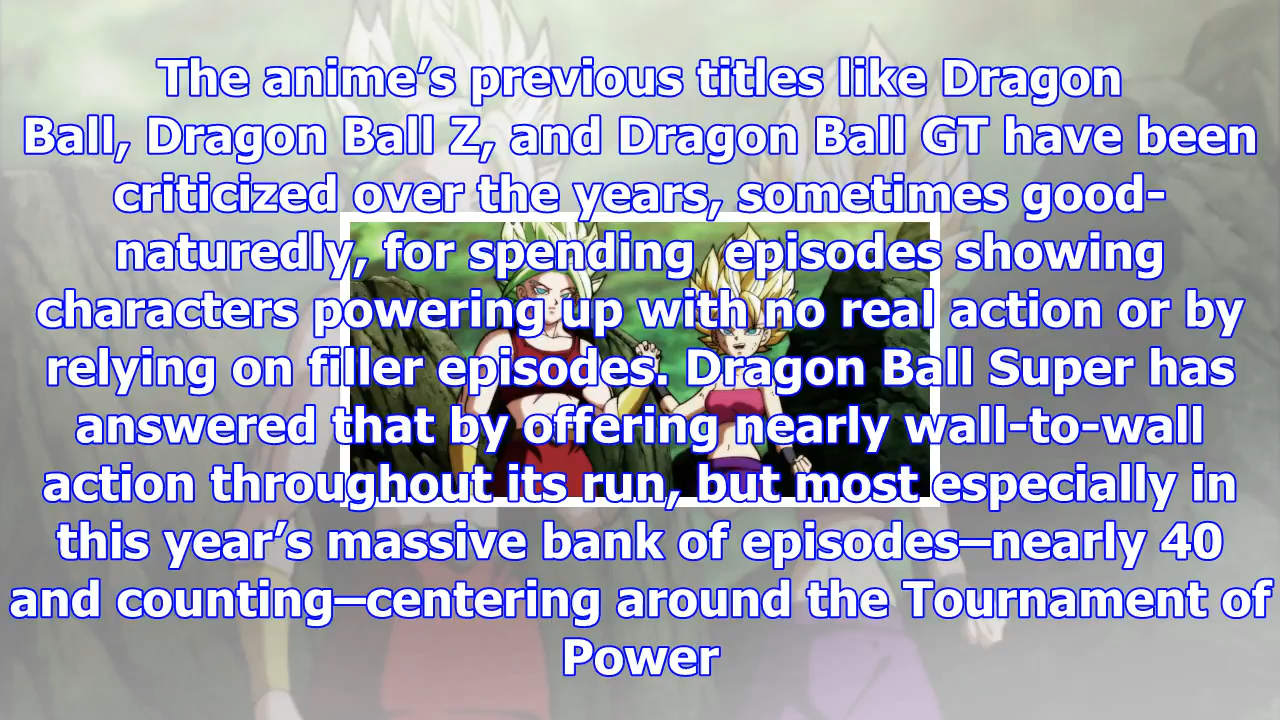 The anime’s previous titles like Dragon
Ball, Dragon Ball Z, and Dragon Ball GT have been
criticized over the years, sometimes good-
naturedly, for spending  episodes showing
characters powering up with no real action or by
relying on filler episodes. Dragon Ball Super has
answered that by offering nearly wall-to-wall
action throughout its run, but most especially in
this year’s massive bank of episodes—nearly 40
and counting—centering around the Tournament of
Power